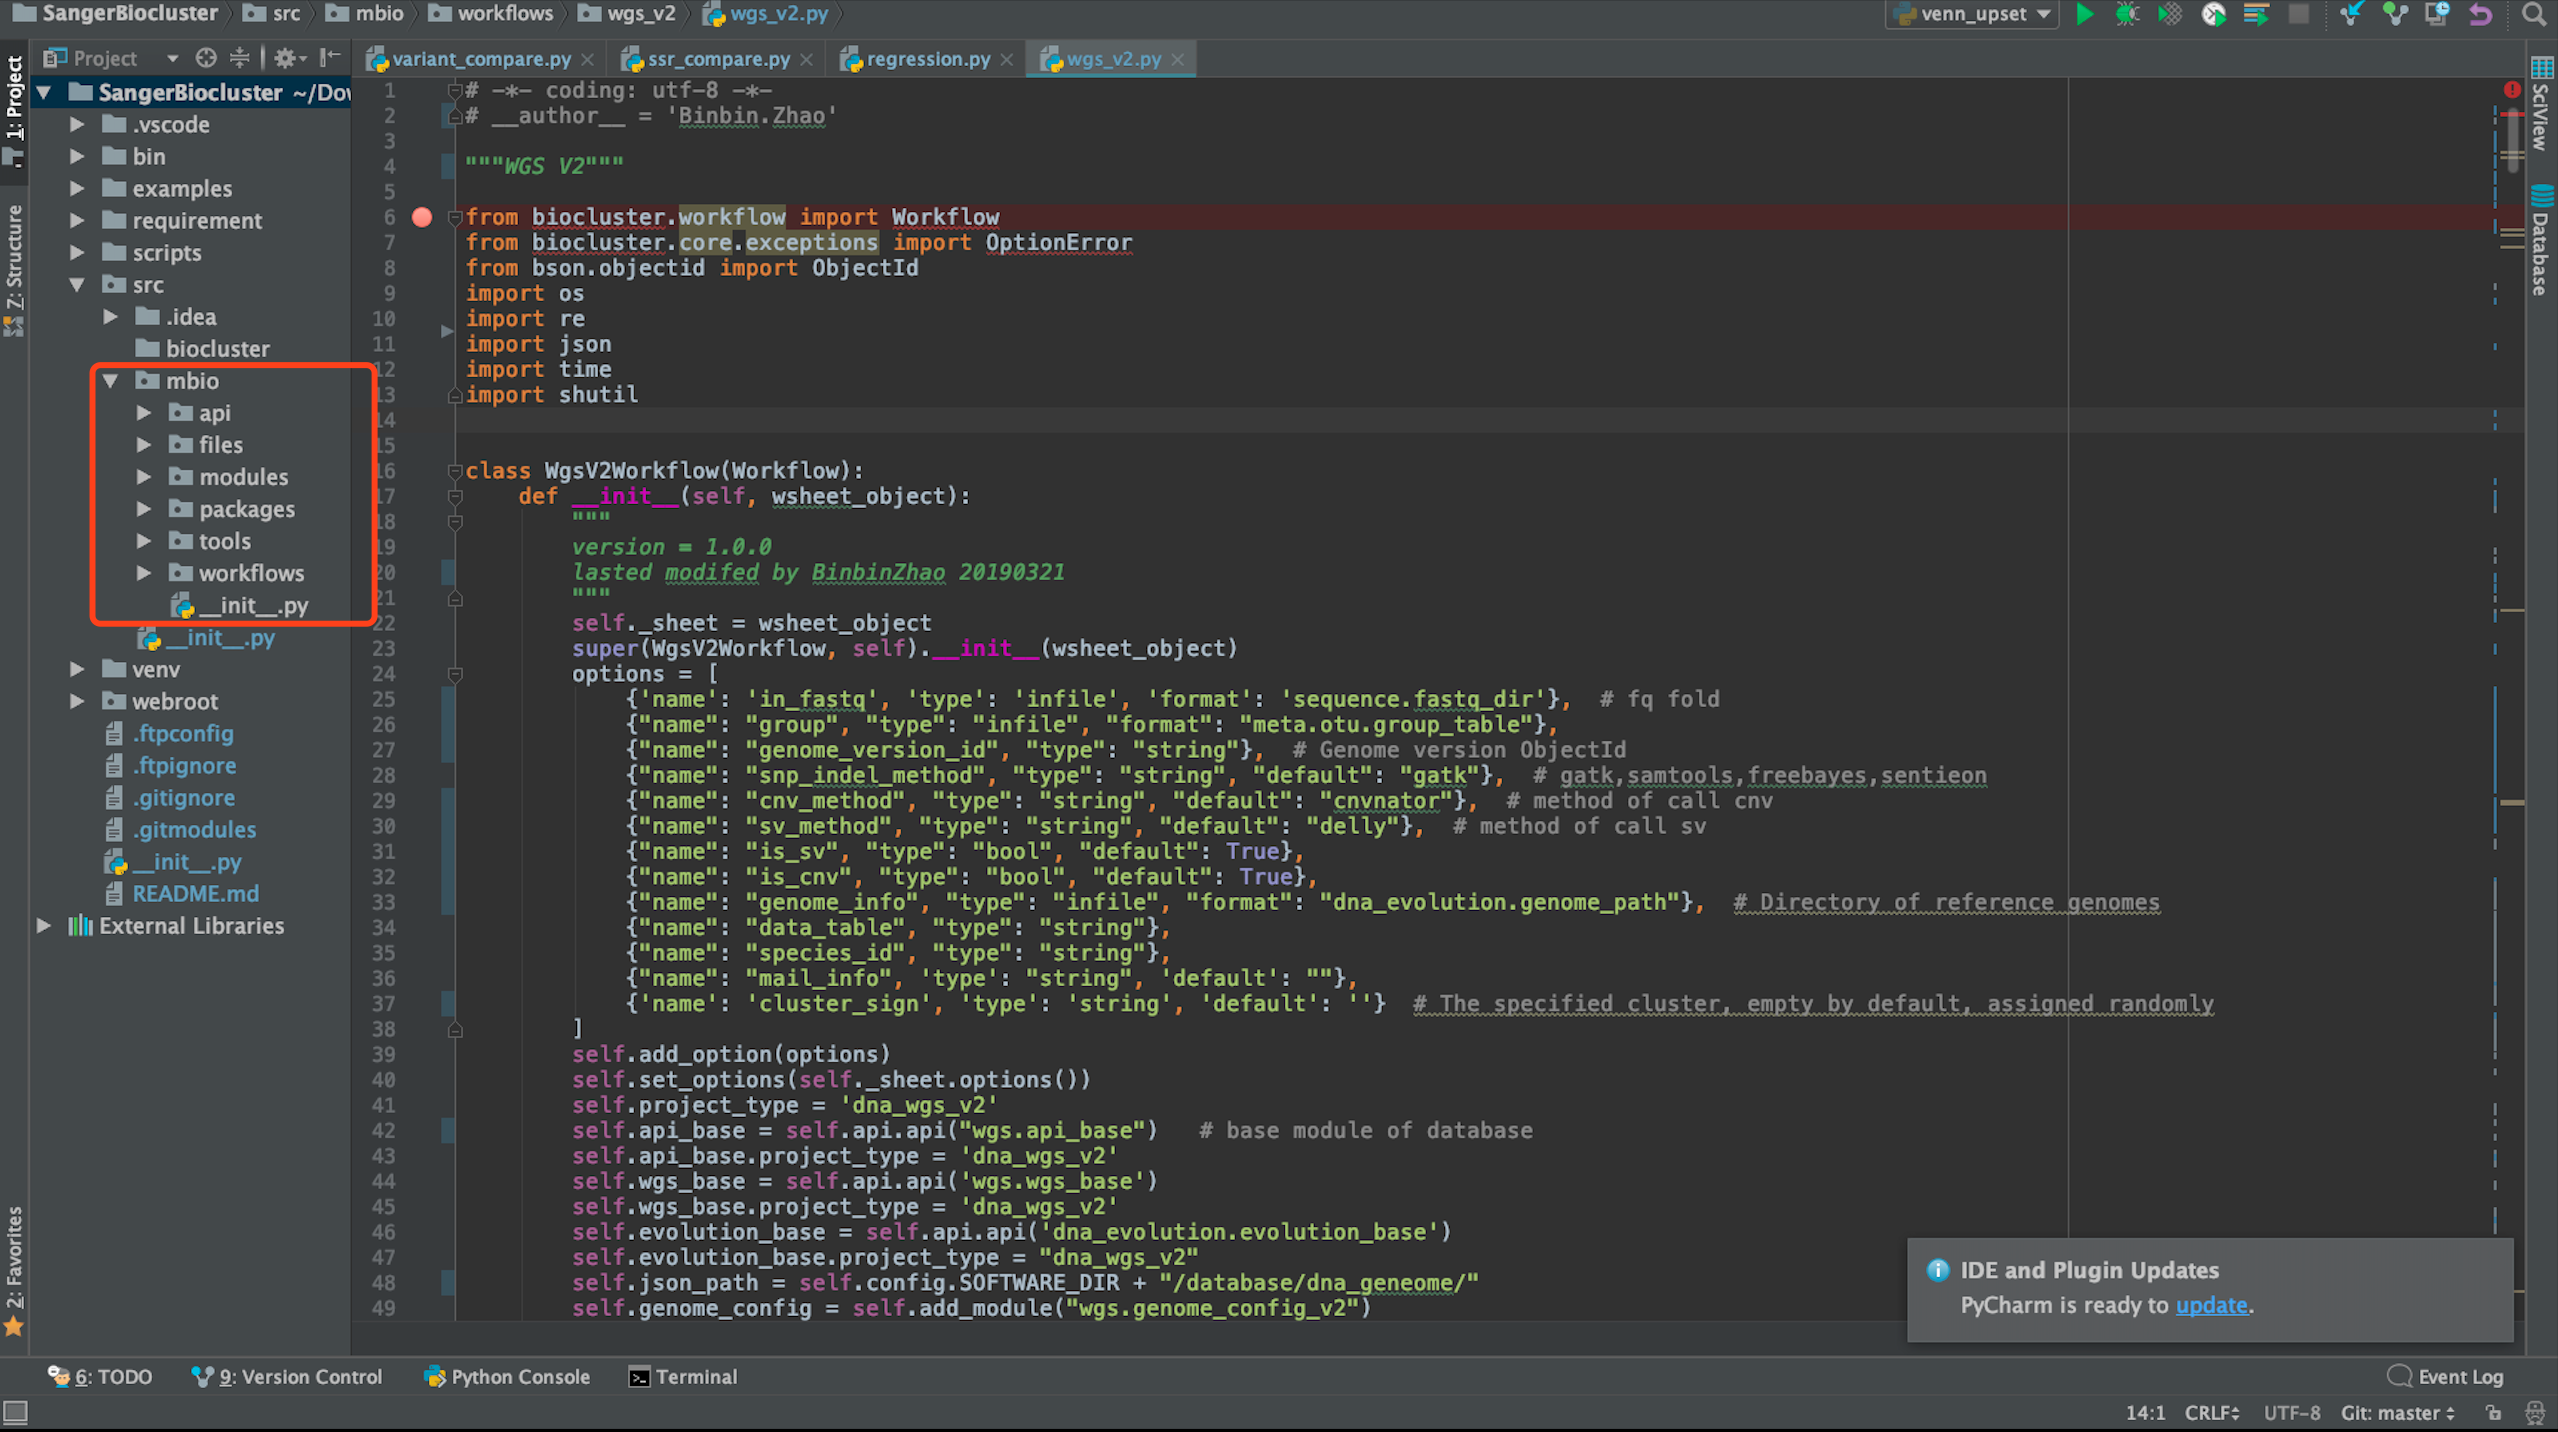 SangerBiocluster src mbio workflows wgs_v2 wgs_v2.py venn_upset
Project
variant_compare.py ssr_compare.py regression.py wgs_v2.py
1: Project
7: Structure
2: Favorites
SangerBiocluster ~/Dov
.vscode
bin
examples
requirement
scripts
src
.idea
biocluster
mbio
api
files
modules
packages
tools
workflows
__init__.py
__init__.py
venv
webroot
.ftpconfig
.ftpignore
.gitignore
.gitmodules
__init__.py
README.md
External Libraries
1 # -*- coding: utf-8 -*-
2 # __author__ = 'Binbin.Zhao'
3
4 """WGS V2"""
5
6 from biocluster.workflow import Workflow
7 from biocluster.core.exceptions import OptionError
8 from bson.objectid import ObjectId
9 import os
10 import re
11 import json
12 import time
13 import shutil
14
15
16 class WgsV2Workflow(Workflow):
17 def __init__(self, wsheet_object):
18 """
19 version = 1.0.0
20 lasted modifed by BinbinZhao 20190321
21 """
22 self._sheet = wsheet_object
23 super(WgsV2Workflow, self).__init__(wsheet_object)
24 options = [
25 {'name': 'in_fastq', 'type': 'infile', 'format': 'sequence.fastq_dir'}, # fq fold
26 {"name": "group", "type": "infile", "format": "meta.otu.group_table"},
27 {"name": "genome_version_id", "type": "string"}, # Genome version ObjectId
28 {"name": "snp_indel_method", "type": "string", "default": "gatk"}, # gatk,samtools,freebayes,sentieon
29 {"name": "cnv_method", "type": "string", "default": "cnvnator"}, # method of call cnv
30 {"name": "sv_method", "type": "string", "default": "delly"}, # method of call sv
31 {"name": "is_sv", "type": "bool", "default": True},
32 {"name": "is_cnv", "type": "bool", "default": True},
33 {"name": "genome_info", "type": "infile", "format": "dna_evolution.genome_path"}, # Directory of reference genomes
34 {"name": "data_table", "type": "string"},
35 {"name": "species_id", "type": "string"},
36 {"name": "mail_info", 'type': "string", 'default': ""},
37 {'name': 'cluster_sign', 'type': 'string', 'default': ''} # The specified cluster, empty by default, assigned randomly
38 ]
39 self.add_option(options)
40 self.set_options(self._sheet.options())
41 self.project_type = 'dna_wgs_v2'
42 self.api_base = self.api.api("wgs.api_base") # base module of database
43 self.api_base.project_type = 'dna_wgs_v2'
44 self.wgs_base = self.api.api('wgs.wgs_base')
45 self.wgs_base.project_type = 'dna_wgs_v2'
46 self.evolution_base = self.api.api('dna_evolution.evolution_base')
47 self.evolution_base.project_type = "dna_wgs_v2"
48 self.json_path = self.config.SOFTWARE_DIR + "/database/dna_geneome/"
49 self.genome_config = self.add_module("wgs.genome_config_v2")
SciView
Database
IDE and Plugin Updates
PyCharm is ready to update.
6: TODO 9: Version Control Python Console Terminal Event Log
14:1 CRLF UTF-8 Git: master